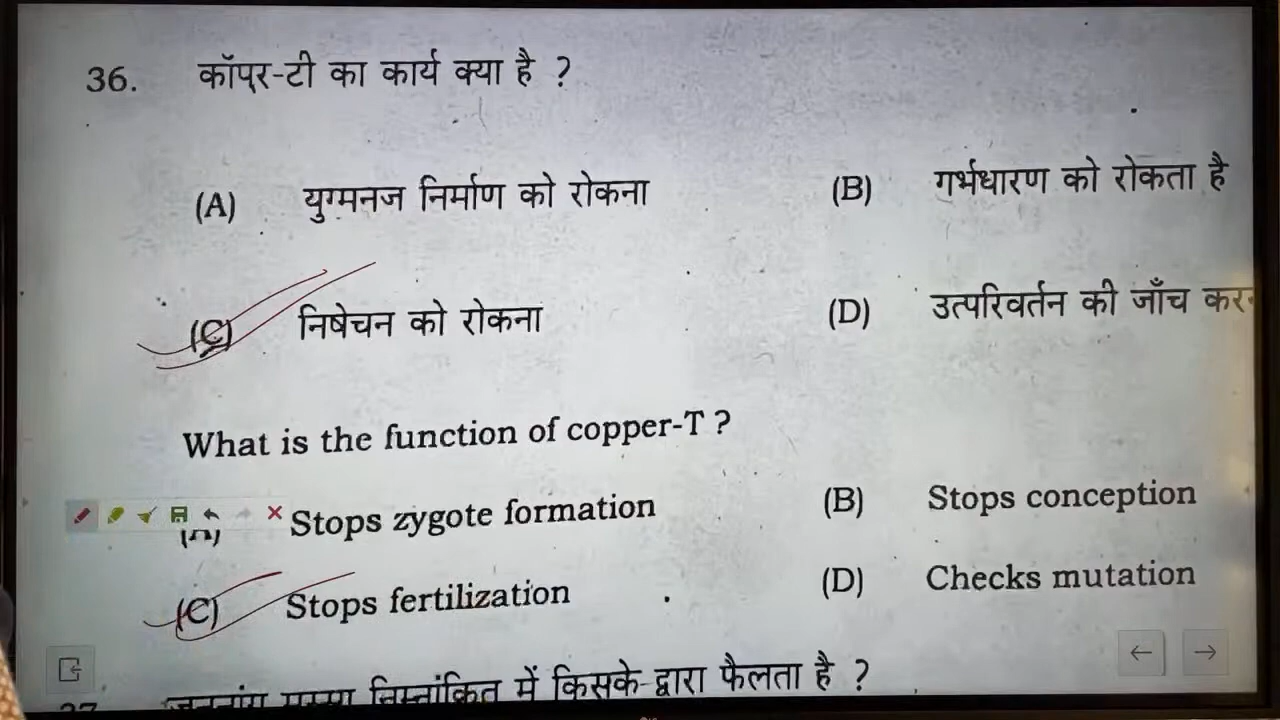 36. कॉपर-टी का कार्य क्या है ?
(A) युग्मनज निर्माण को रोकना (B) गर्भधारण को रोकता है
(C) निषेचन को रोकना (D) उत्परिवर्तन की जाँच
What is the function of copper-T ?
(A) Stops zygote formation (B) Stops conception
(C) Stops fertilization (D) Checks mutation
में किसके द्वारा फैलता है ?